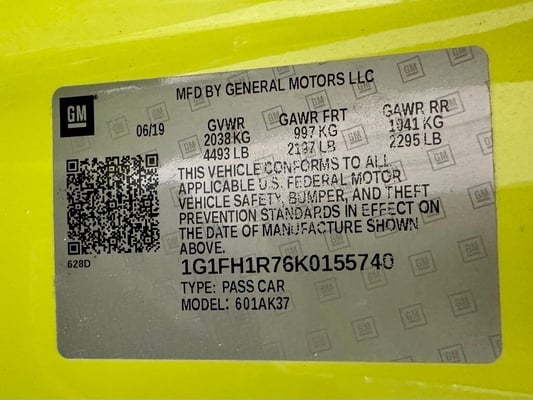 MFD BY GENERAL MOTORS LLC
GM
06/19
GVWR GAWR FRT GAWR RR
2038 KG 997 KG 1041 KG
4493 LB 2197 LB 2295 LB
THIS VEHICLE CONFORMS TO ALL
APPLICABLE U.S. FEDERAL MOTOR
VEHICLE SAFETY, BUMPER, AND THEFT
PREVENTION STANDARDS IN EFFECT ON
THE DATE OF MANUFACTURE SHOWN
ABOVE.
628D
1G1FH1R76K0155740
TYPE: PASS CAR
MODEL: 601AK37